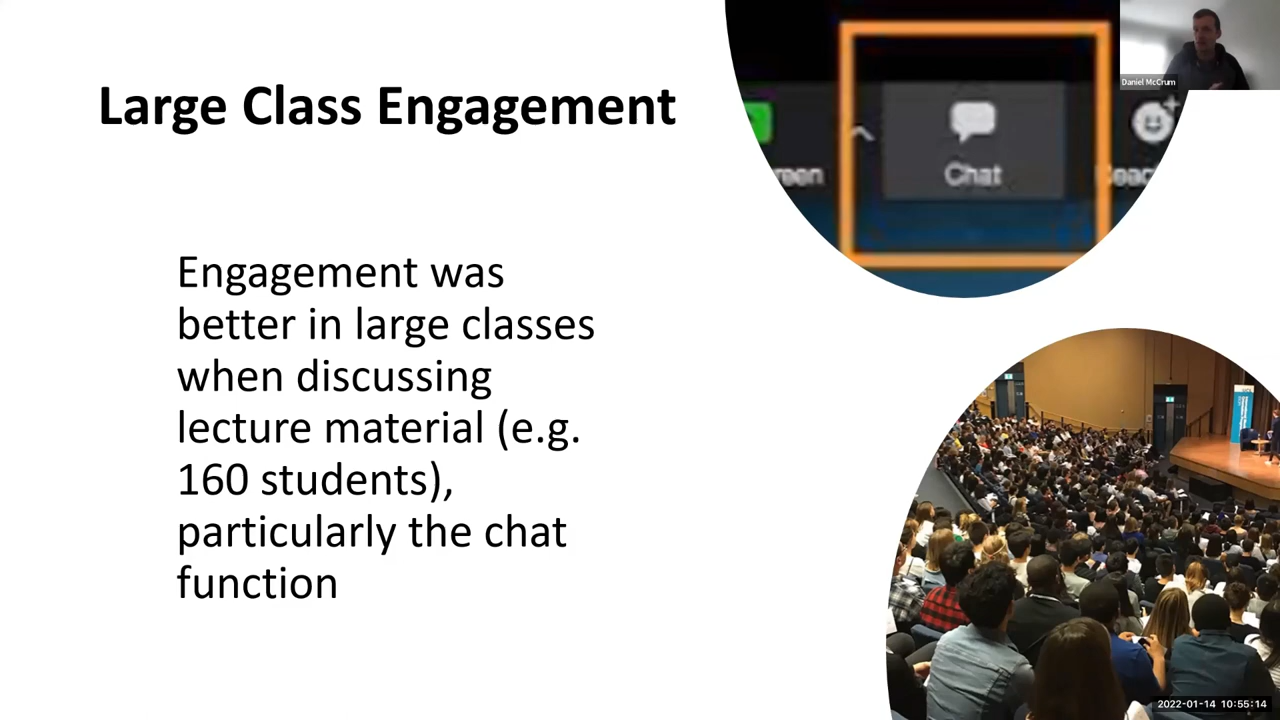 Large Class Engagement
Engagement was
better in large classes
when discussing
lecture material (e.g.
160 students),
particularly the chat
function
Chat
Daniel McCrum
2022-01-14 10:55:14